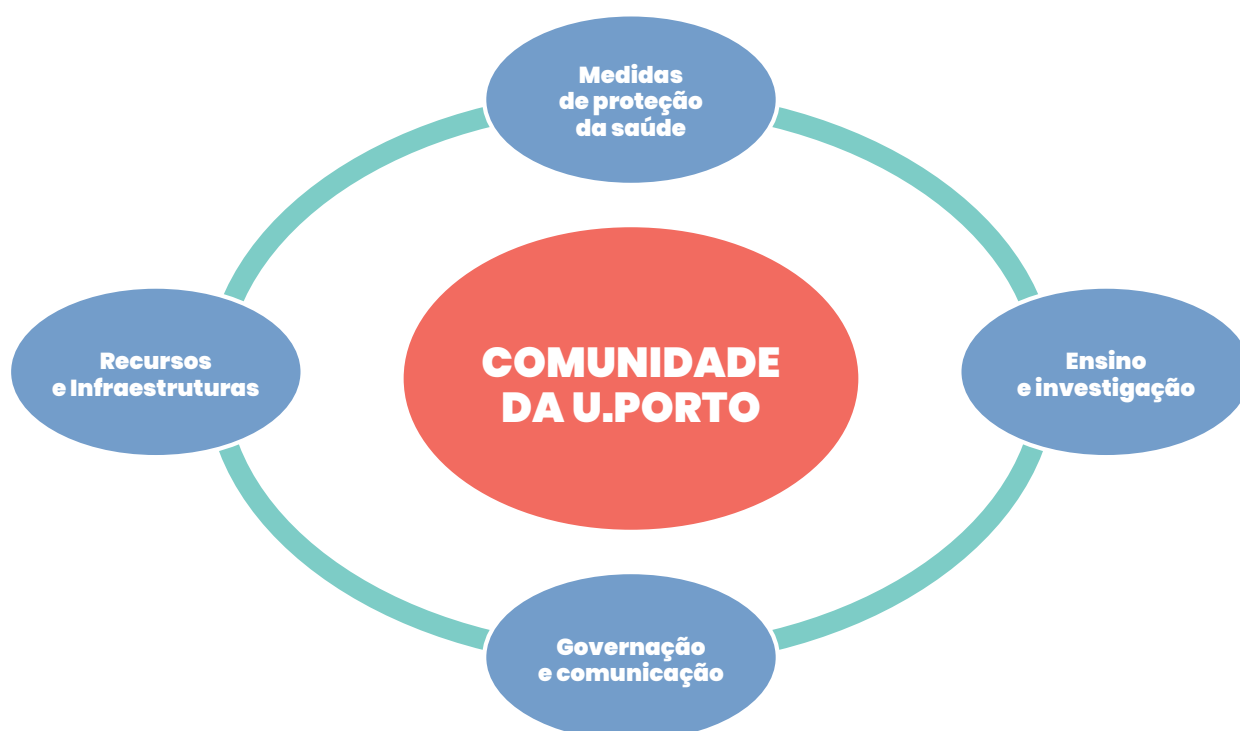 Medidas
de proteção
da saúde
Recursos
e Infraestruturas
COMUNIDADE
DA U.PORTO
Ensino
e investigação
Governação
e comunicação